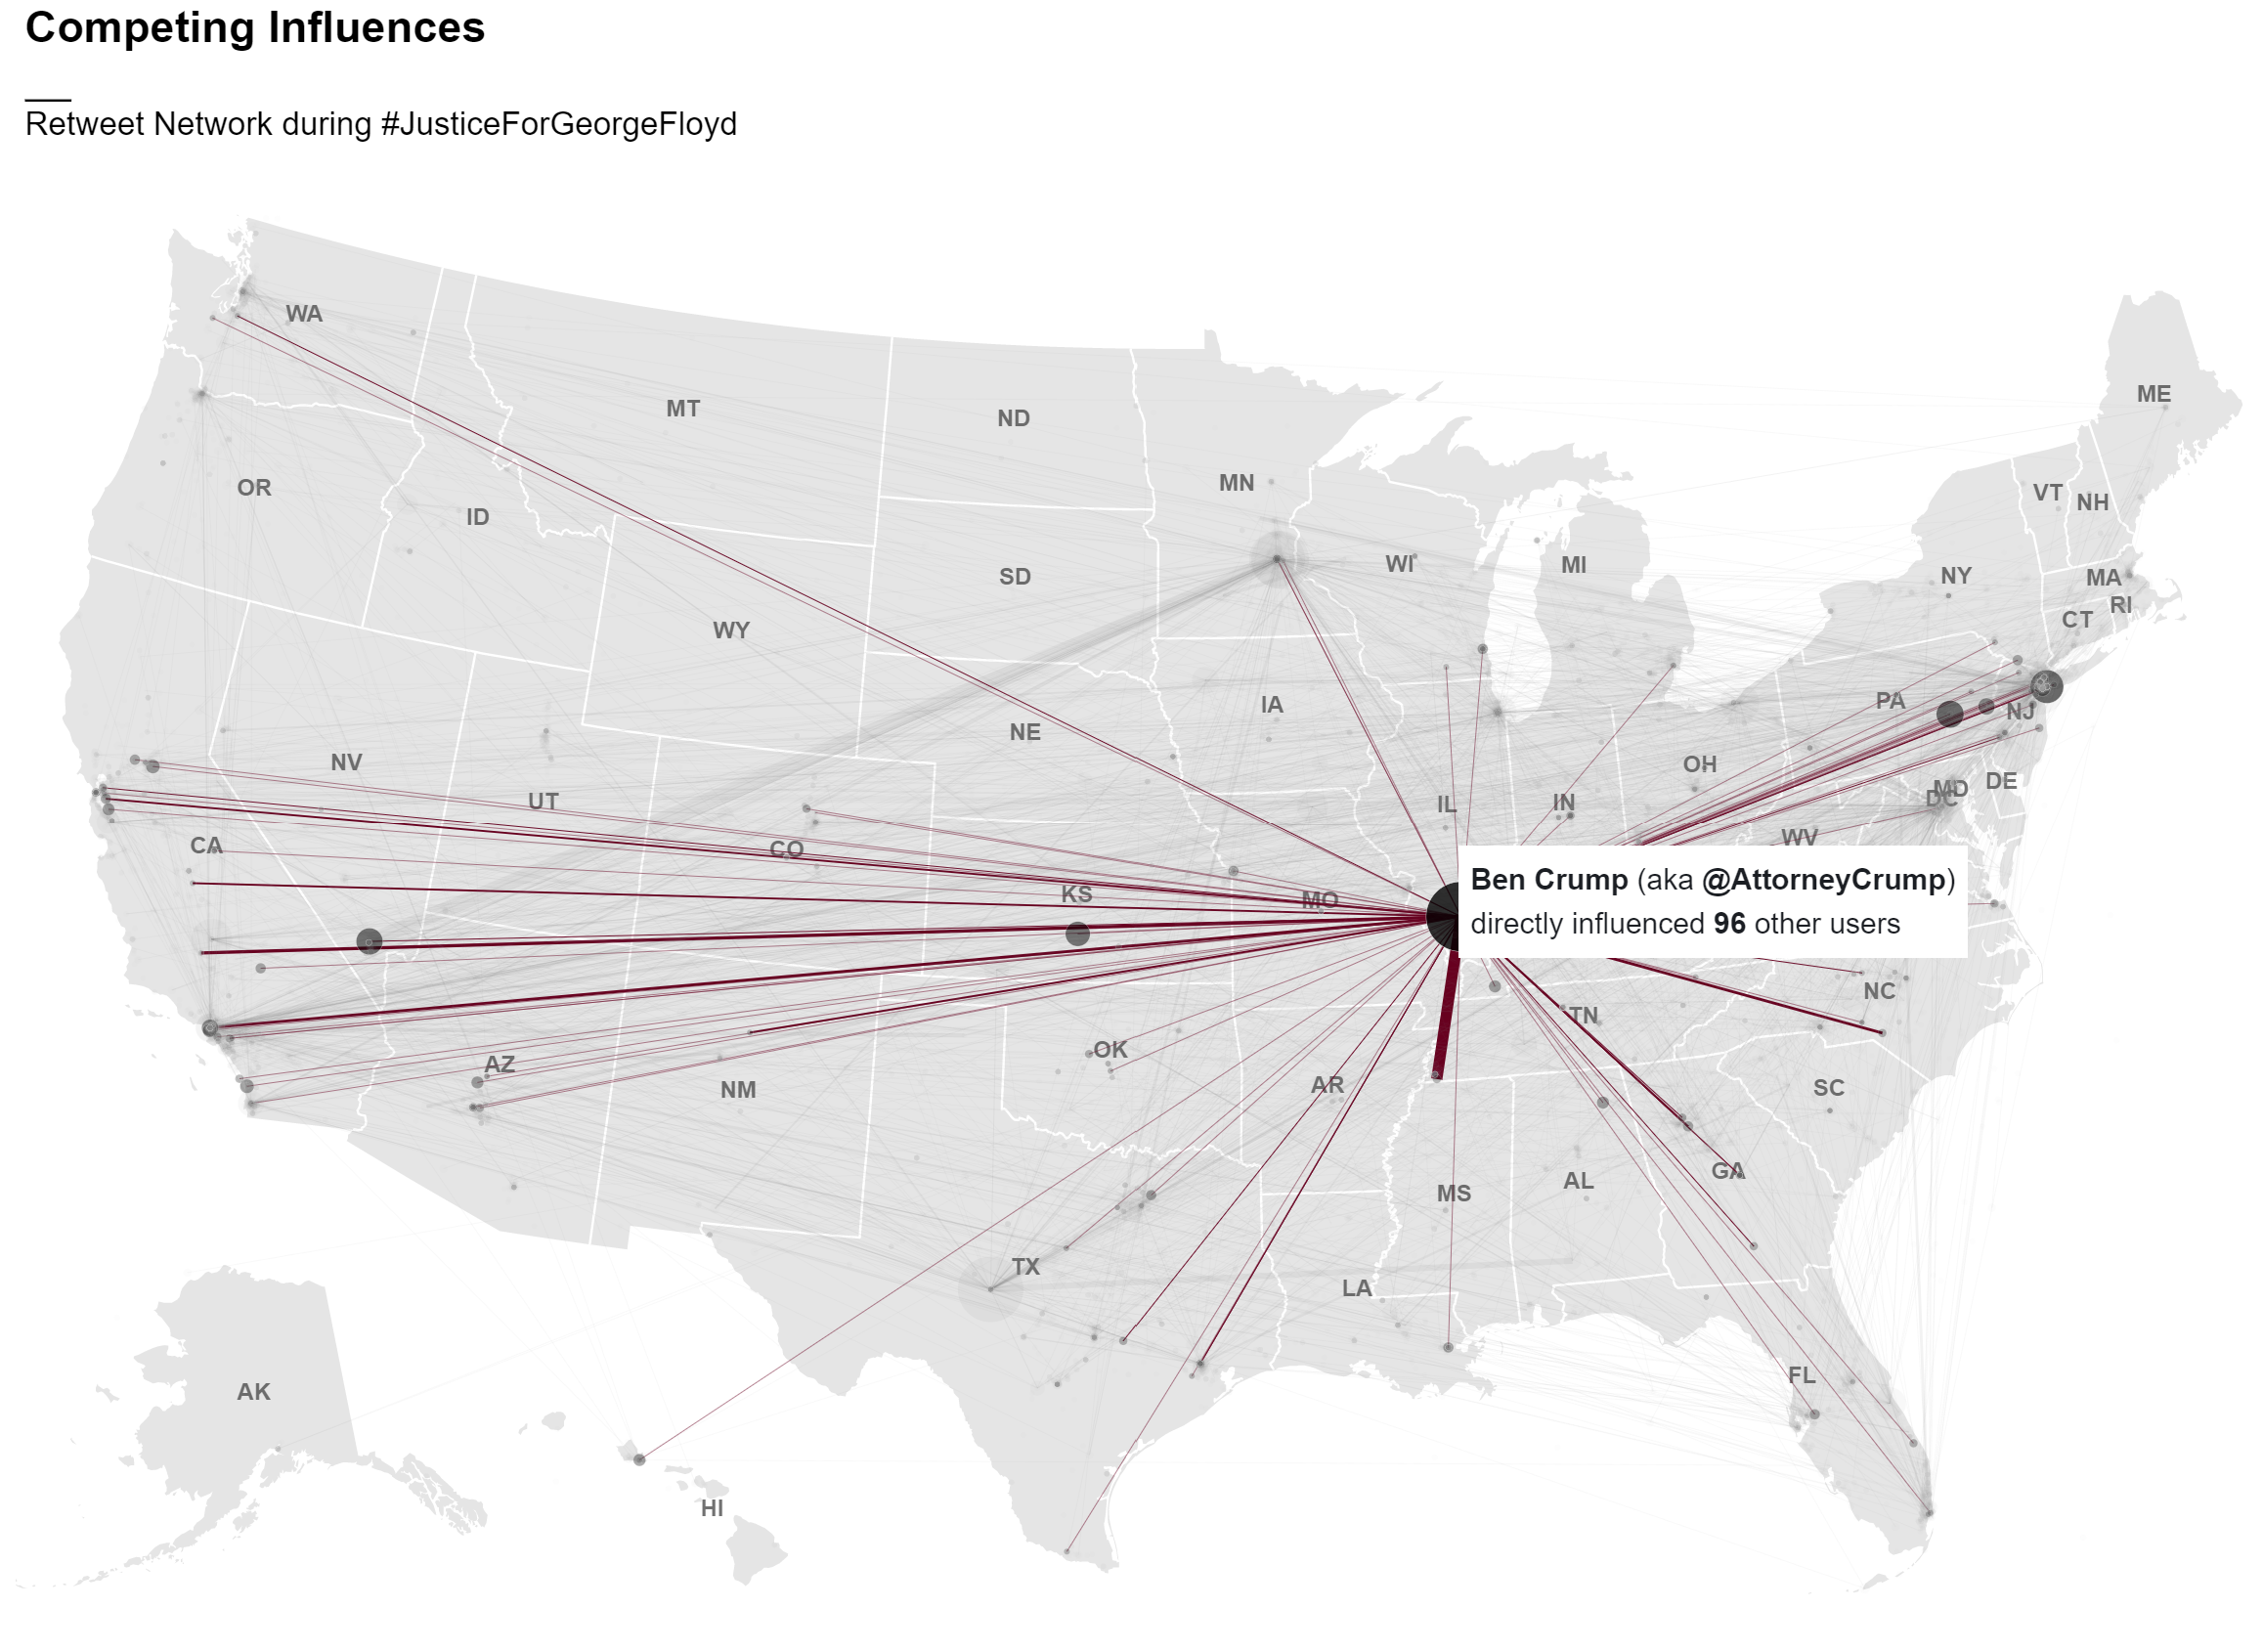 Competing Influences
Retweet Network during #JusticeForGeorgeFloyd
WA
MT
ND
ME
OR
ID
MN
VT
NH
SD
WI
MI
NY
MA
RI
CT
WY
IA
NE
PA
NJ
NV
UT
OH
IL
IN
MD
DE
DC
CA
CO
WV
KS
MO
Ben Crump (aka @AttorneyCrump)
directly influenced 96 other users
NC
TN
AZ
OK
NM
AR
SC
GA
AL
MS
TX
LA
FL
AK
HI